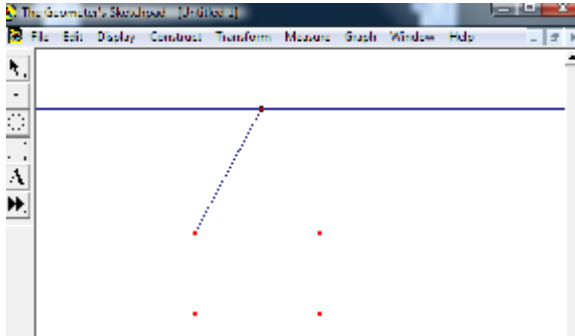 The Geometer's Sketchpad - [Untitled 1]
File Edit Display Construct Transform Measure Graph Window Help
A